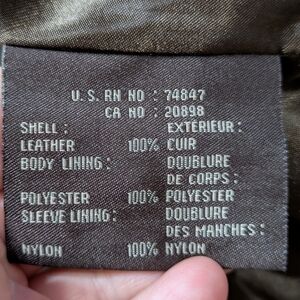 U.S. RN NO : 74847
CA NO : 20898
SHELL : EXTÉRIEUR :
LEATHER 100% CUIR
BODY LINING : DOUBLURE
DE CORPS :
POLYESTER 100% POLYESTER
SLEEVE LINING : DOUBLURE
DES MANCHES :
NYLON 100% NYLON